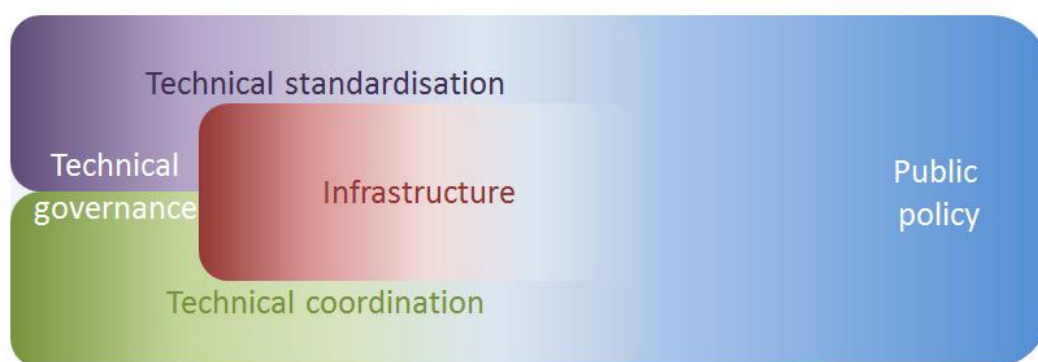 Technical standardisation
Technical
governance
Infrastructure
Public
policy
Technical coordination